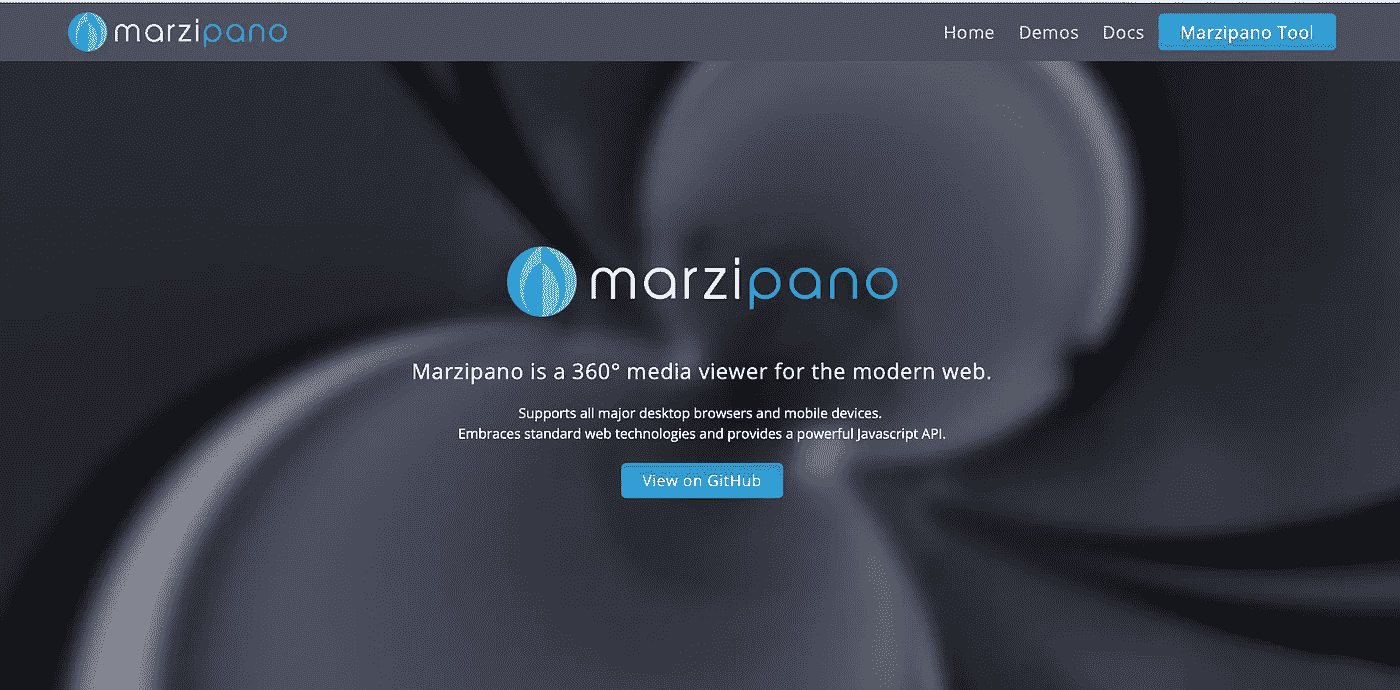 marzipano
Home Demos Docs Marzipano Tool
marzipano
Marzipano is a 360° media viewer for the modern web.
Supports all major desktop browsers and mobile devices.
Embraces standard web technologies and provides a powerful Javascript API.
View on GitHub